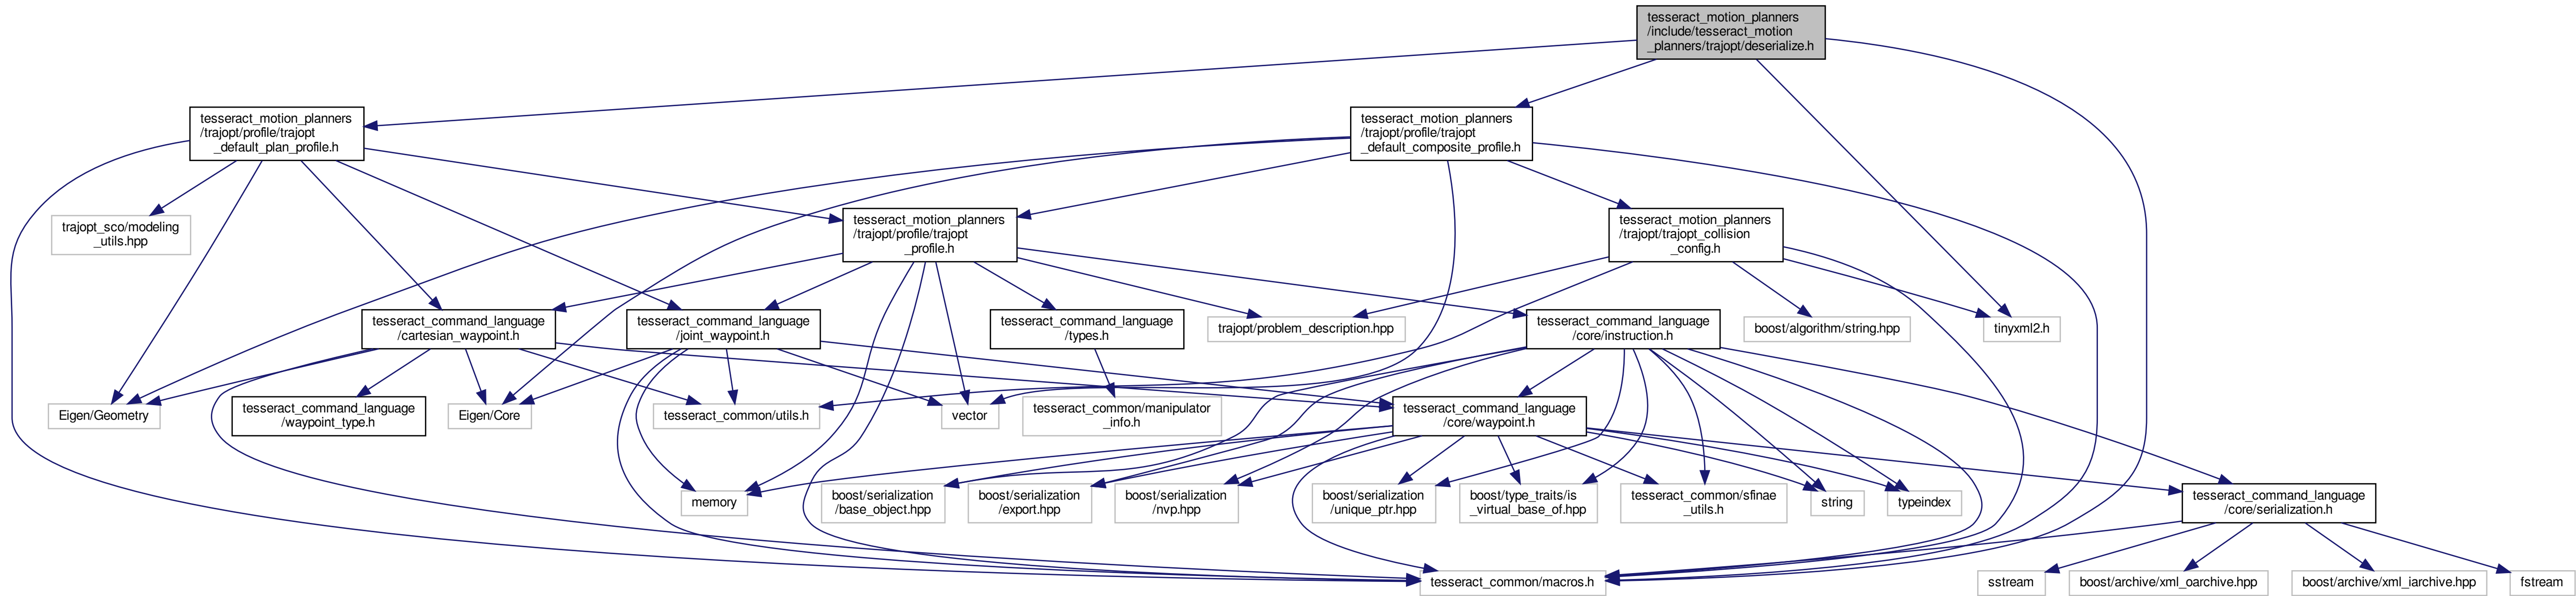 tesseract_motion_planners
/include/tesseract_motion
_planners/trajopt/deserialize.h
tesseract_motion_planners
/trajopt/profile/trajopt
_default_plan_profile.h
tesseract_motion_planners
/trajopt/profile/trajopt
_default_composite_profile.h
trajopt_sco/modeling
_utils.hpp
tesseract_motion_planners
/trajopt/profile/trajopt
_profile.h
tesseract_motion_planners
/trajopt/trajopt_collision
_config.h
tesseract_command_language
/cartesian_waypoint.h
tesseract_command_language
/joint_waypoint.h
tesseract_command_language
/types.h
trajopt/problem_description.hpp
tesseract_command_language
/core/instruction.h
boost/algorithm/string.hpp
tinyxml2.h
Eigen/Geometry
tesseract_command_language
/waypoint_type.h
Eigen/Core
tesseract_common/utils.h
vector
tesseract_common/manipulator
_info.h
tesseract_command_language
/core/waypoint.h
memory
boost/serialization
/base_object.hpp
boost/serialization
/export.hpp
boost/serialization
/nvp.hpp
boost/serialization
/unique_ptr.hpp
boost/type_traits/is
_virtual_base_of.hpp
tesseract_common/sfinae
_utils.h
string
typeindex
tesseract_command_language
/core/serialization.h
tesseract_common/macros.h
sstream
boost/archive/xml_oarchive.hpp
boost/archive/xml_iarchive.hpp
fstream